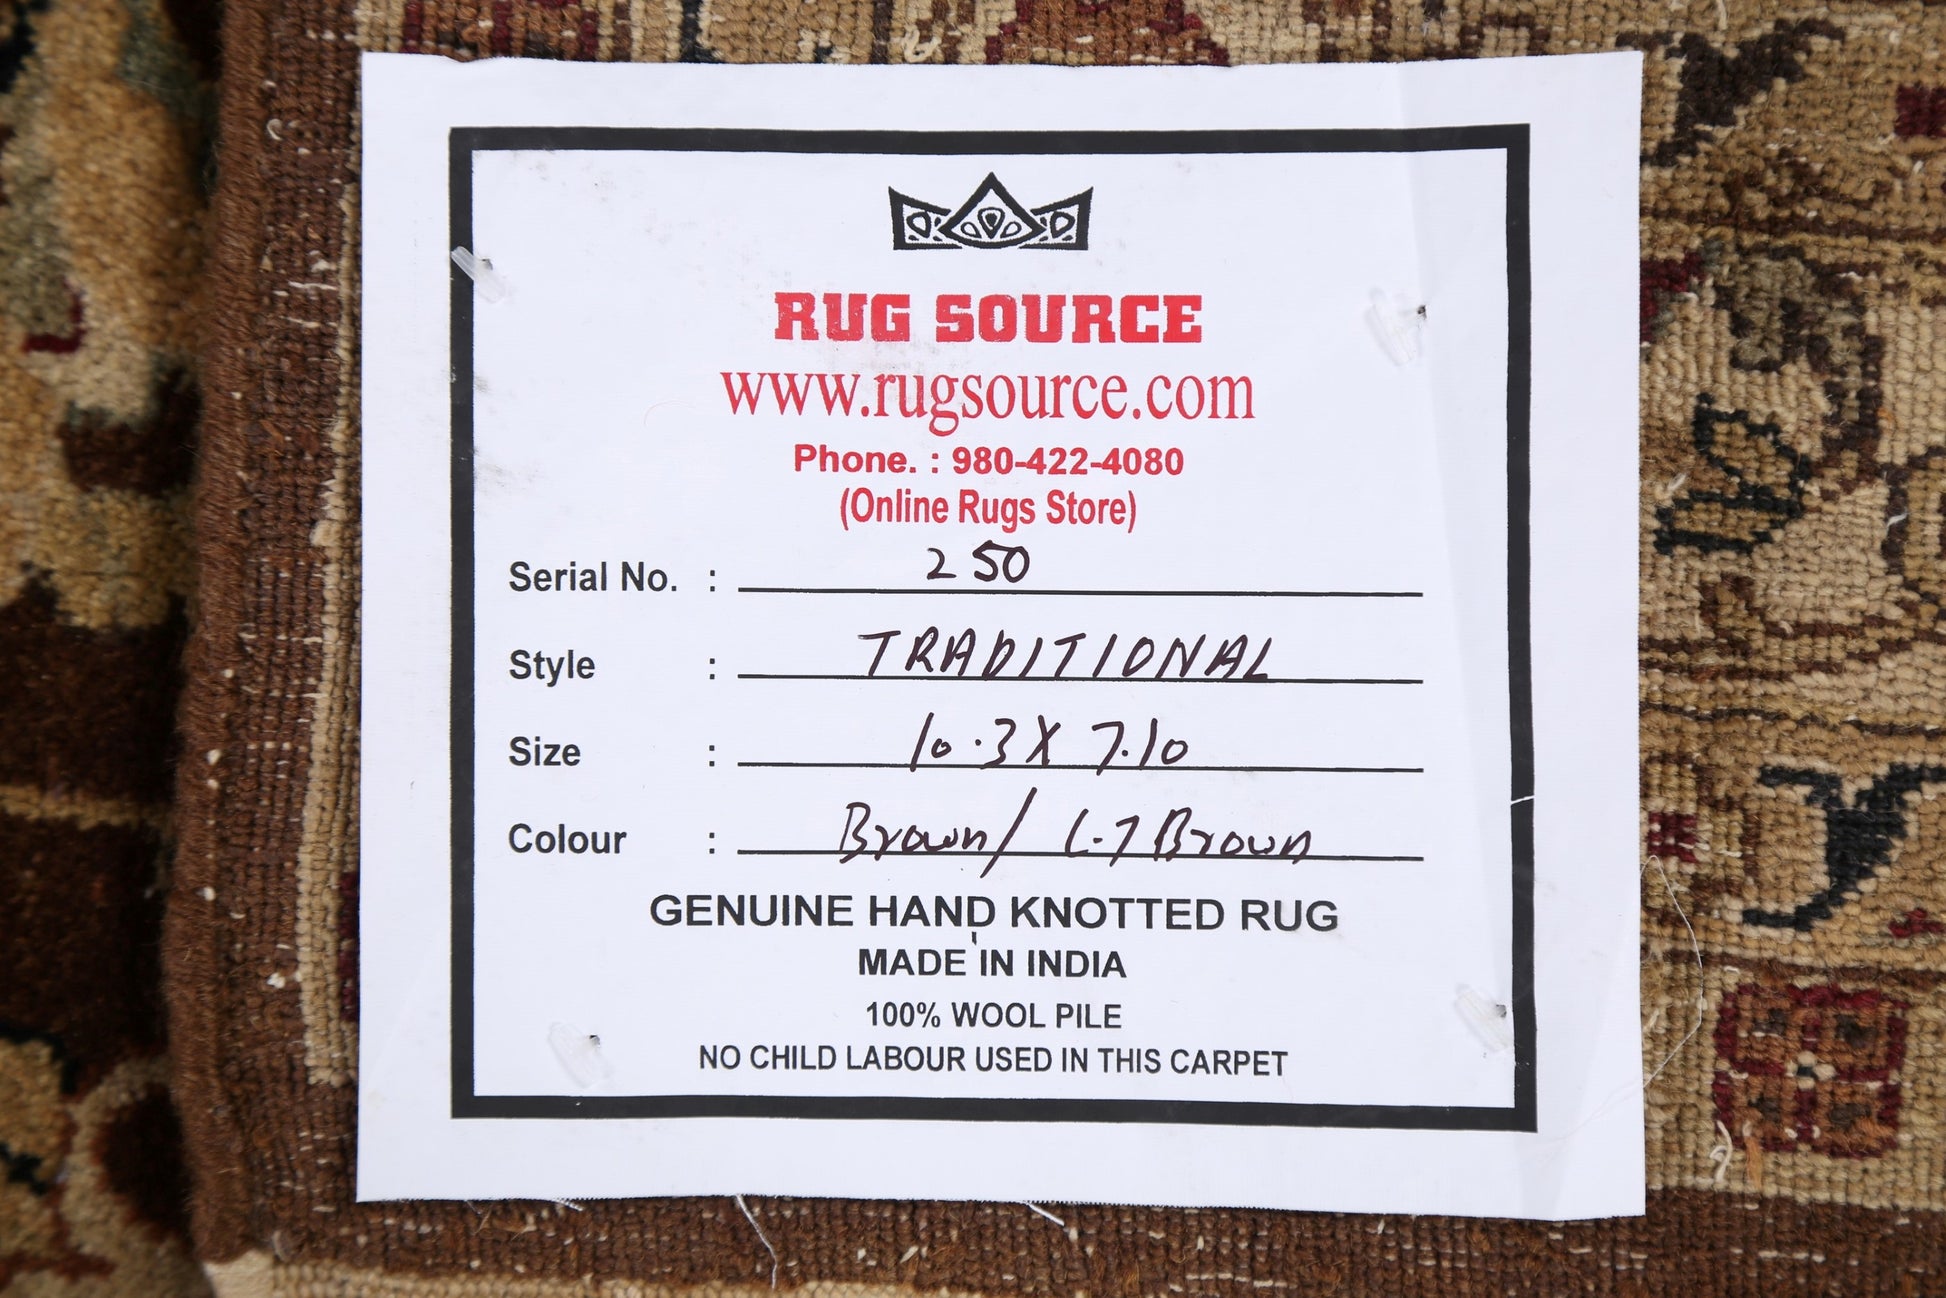 RUG SOURCE
www.rugsource.com
Phone. : 980-422-4080
(Online Rugs Store)
Serial No. : 250
Style : TRADITIONAL
Size : 10.3 X 7.10
Colour : Brown/ L.T Brown
GENUINE HAND KNOTTED RUG
MADE IN INDIA
100% WOOL PILE
NO CHILD LABOUR USED IN THIS CARPET